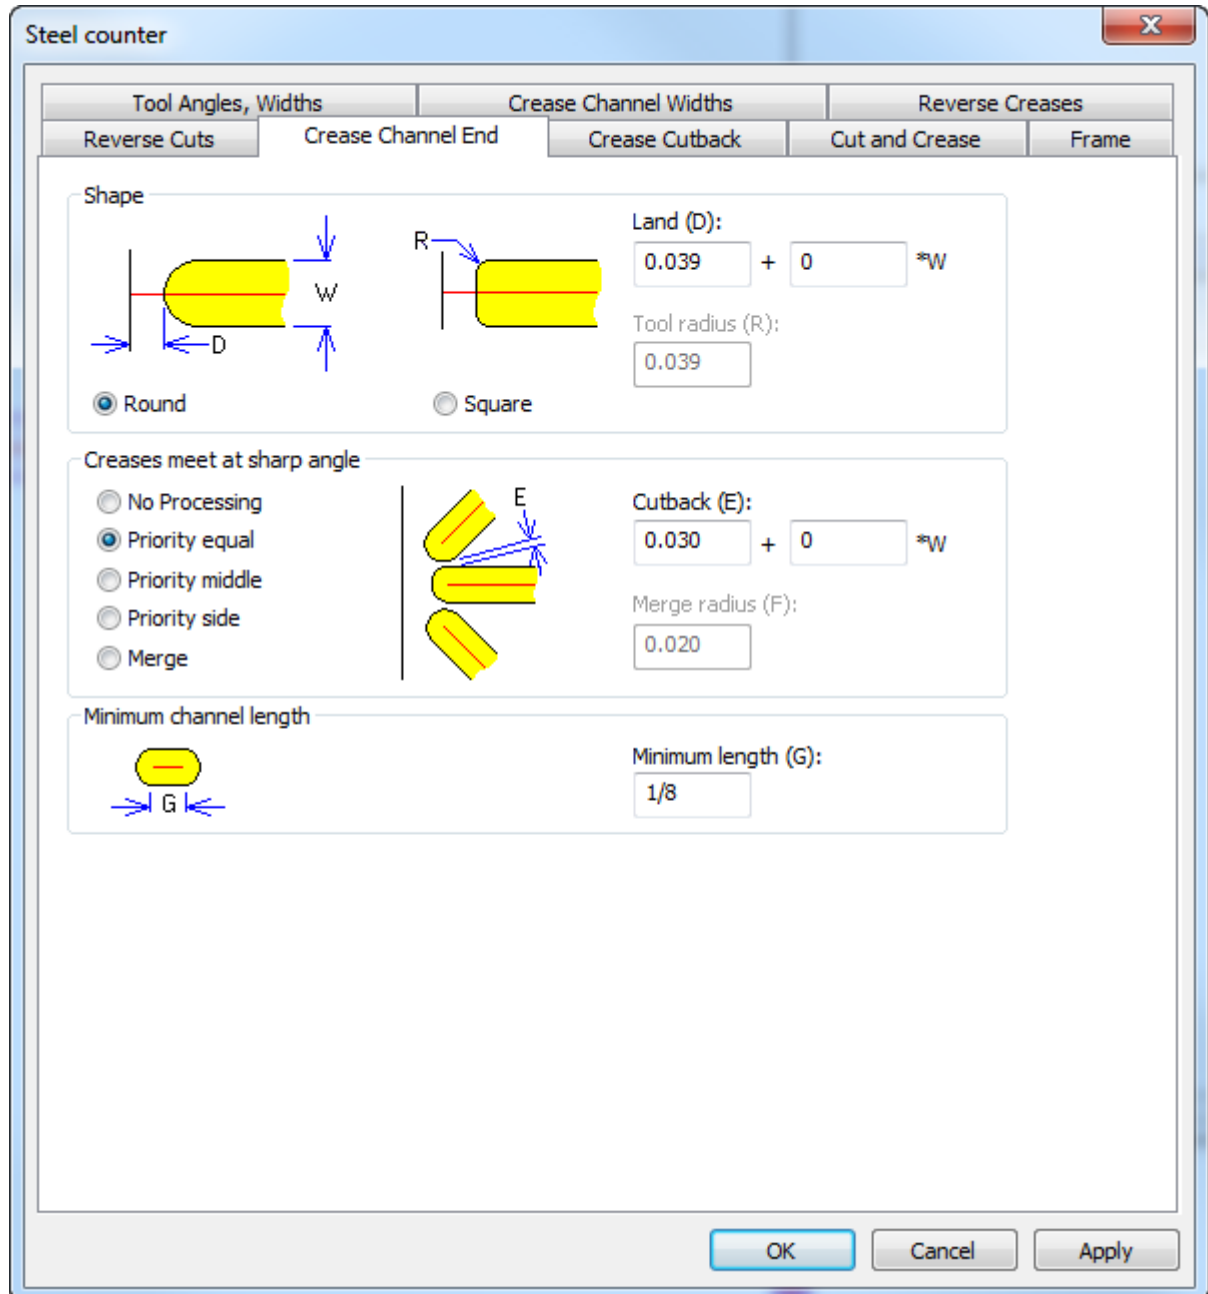 Steel counter
X
Tool Angles, Widths
Crease Channel Widths
Reverse Creases
Reverse Cuts
Crease Channel End
Crease Cutback
Cut and Crease
Frame
Shape
W
D
R
Round
Square
Land (D):
0.039 + 0 *W
Tool radius (R):
0.039
Creases meet at sharp angle
No Processing
Priority equal
Priority middle
Priority side
Merge
E
Cutback (E):
0.030 + 0 *W
Merge radius (F):
0.020
Minimum channel length
G
Minimum length (G):
1/8
OK
Cancel
Apply